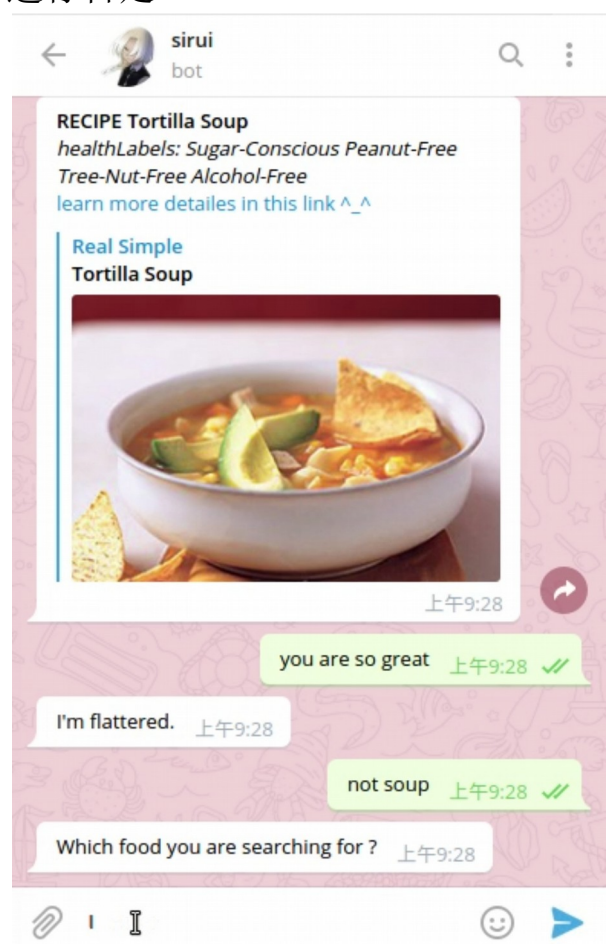 sirui
bot
RECIPE Tortilla Soup
healthLabels: Sugar-Conscious Peanut-Free
Tree-Nut-Free Alcohol-Free
learn more detailes in this link ^_^
Real Simple
Tortilla Soup
上午9:28
you are so great 上午9:28
I'm flattered. 上午9:28
not soup 上午9:28
Which food you are searching for ? 上午9:28
I